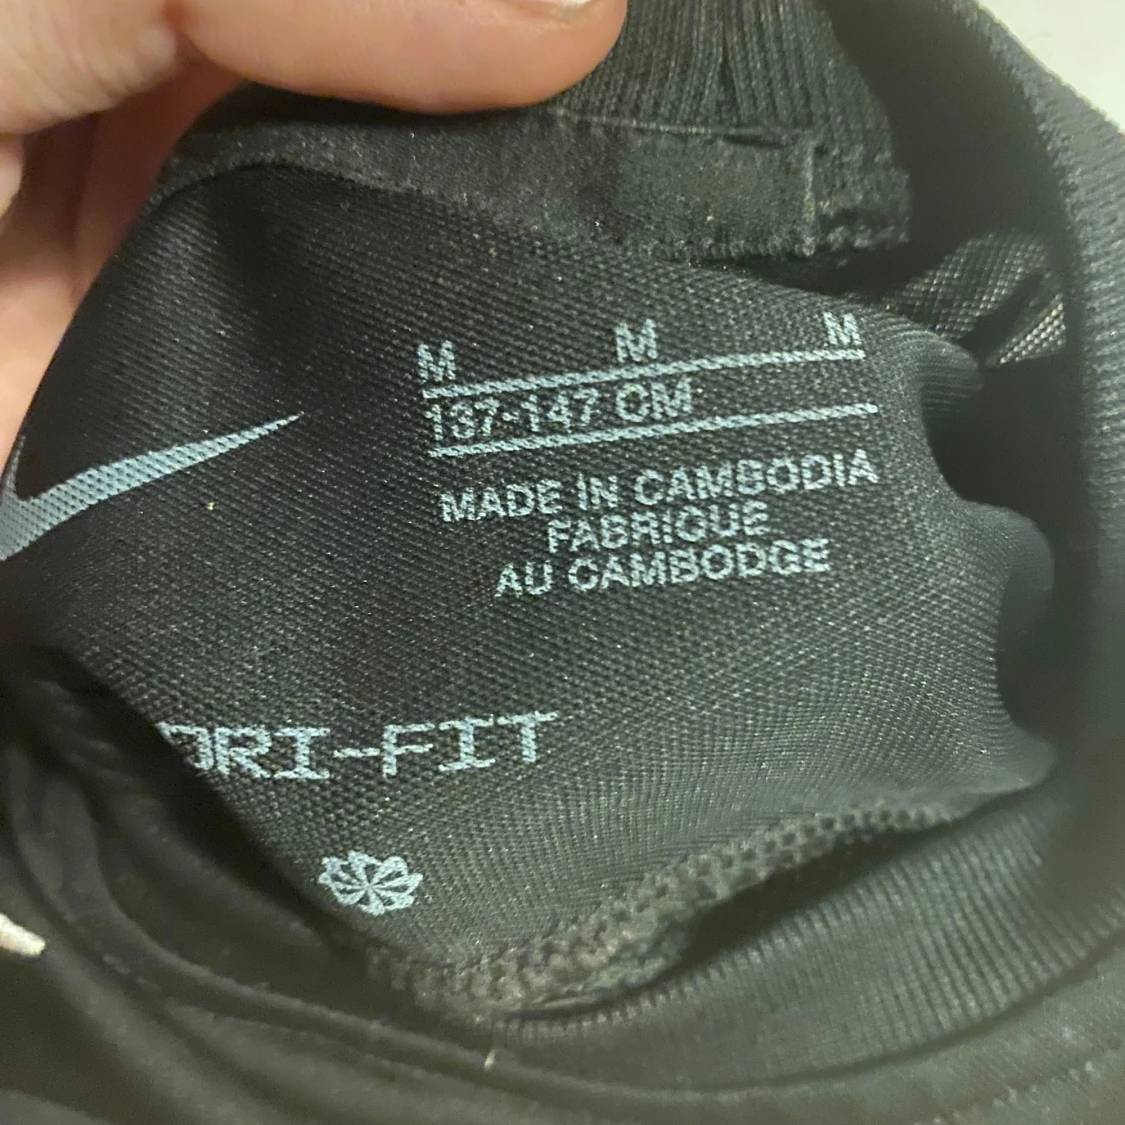 M M M
137-147 CM
MADE IN CAMBODIA
FABRIQUE
AU CAMBODGE
DRI-FIT